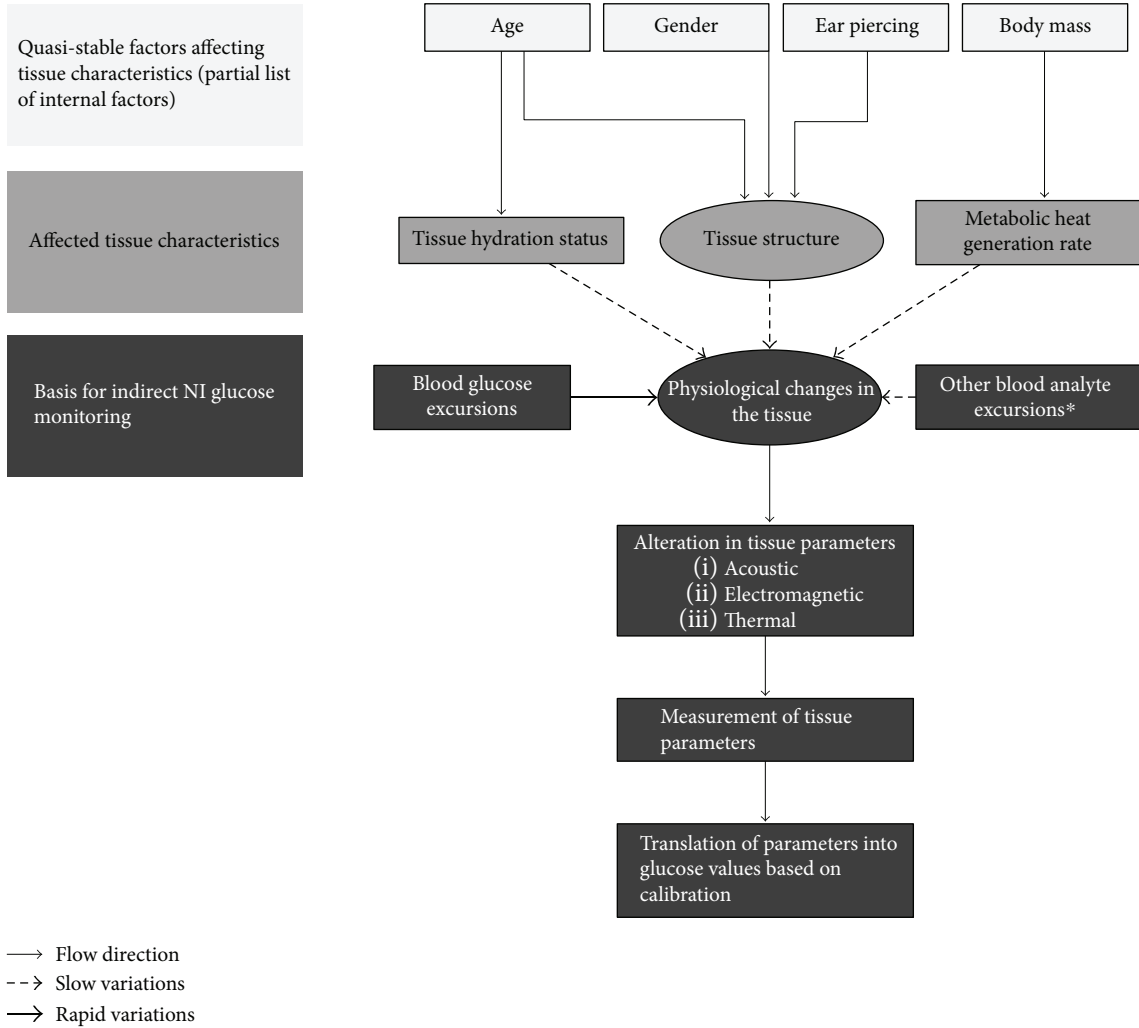 Quasi-stable factors affecting
tissue characteristics (partial list
of internal factors)
Age
Gender
Ear piercing
Body mass
Affected tissue characteristics
Tissue hydration status
Tissue structure
Metabolic heat
generation rate
Basis for indirect NI glucose
monitoring
Blood glucose
excursions
Physiological changes in
the tissue
Other blood analyte
excursions*
Alteration in tissue parameters
(i) Acoustic
(ii) Electromagnetic
(iii) Thermal
Measurement of tissue
parameters
Translation of parameters into
glucose values based on
calibration
Flow direction
Slow variations
Rapid variations